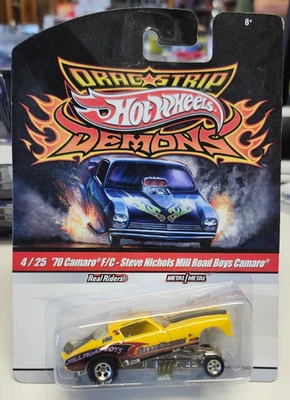 8+
DRAG★STRIP
Hot Wheels®
DEMONS
4/25 '70 Camaro® F/C - Steve Nichols Mill Road Boys Camaro®
Real Riders®
METAL/METAL
MILL ROAD BOYS
STEVE